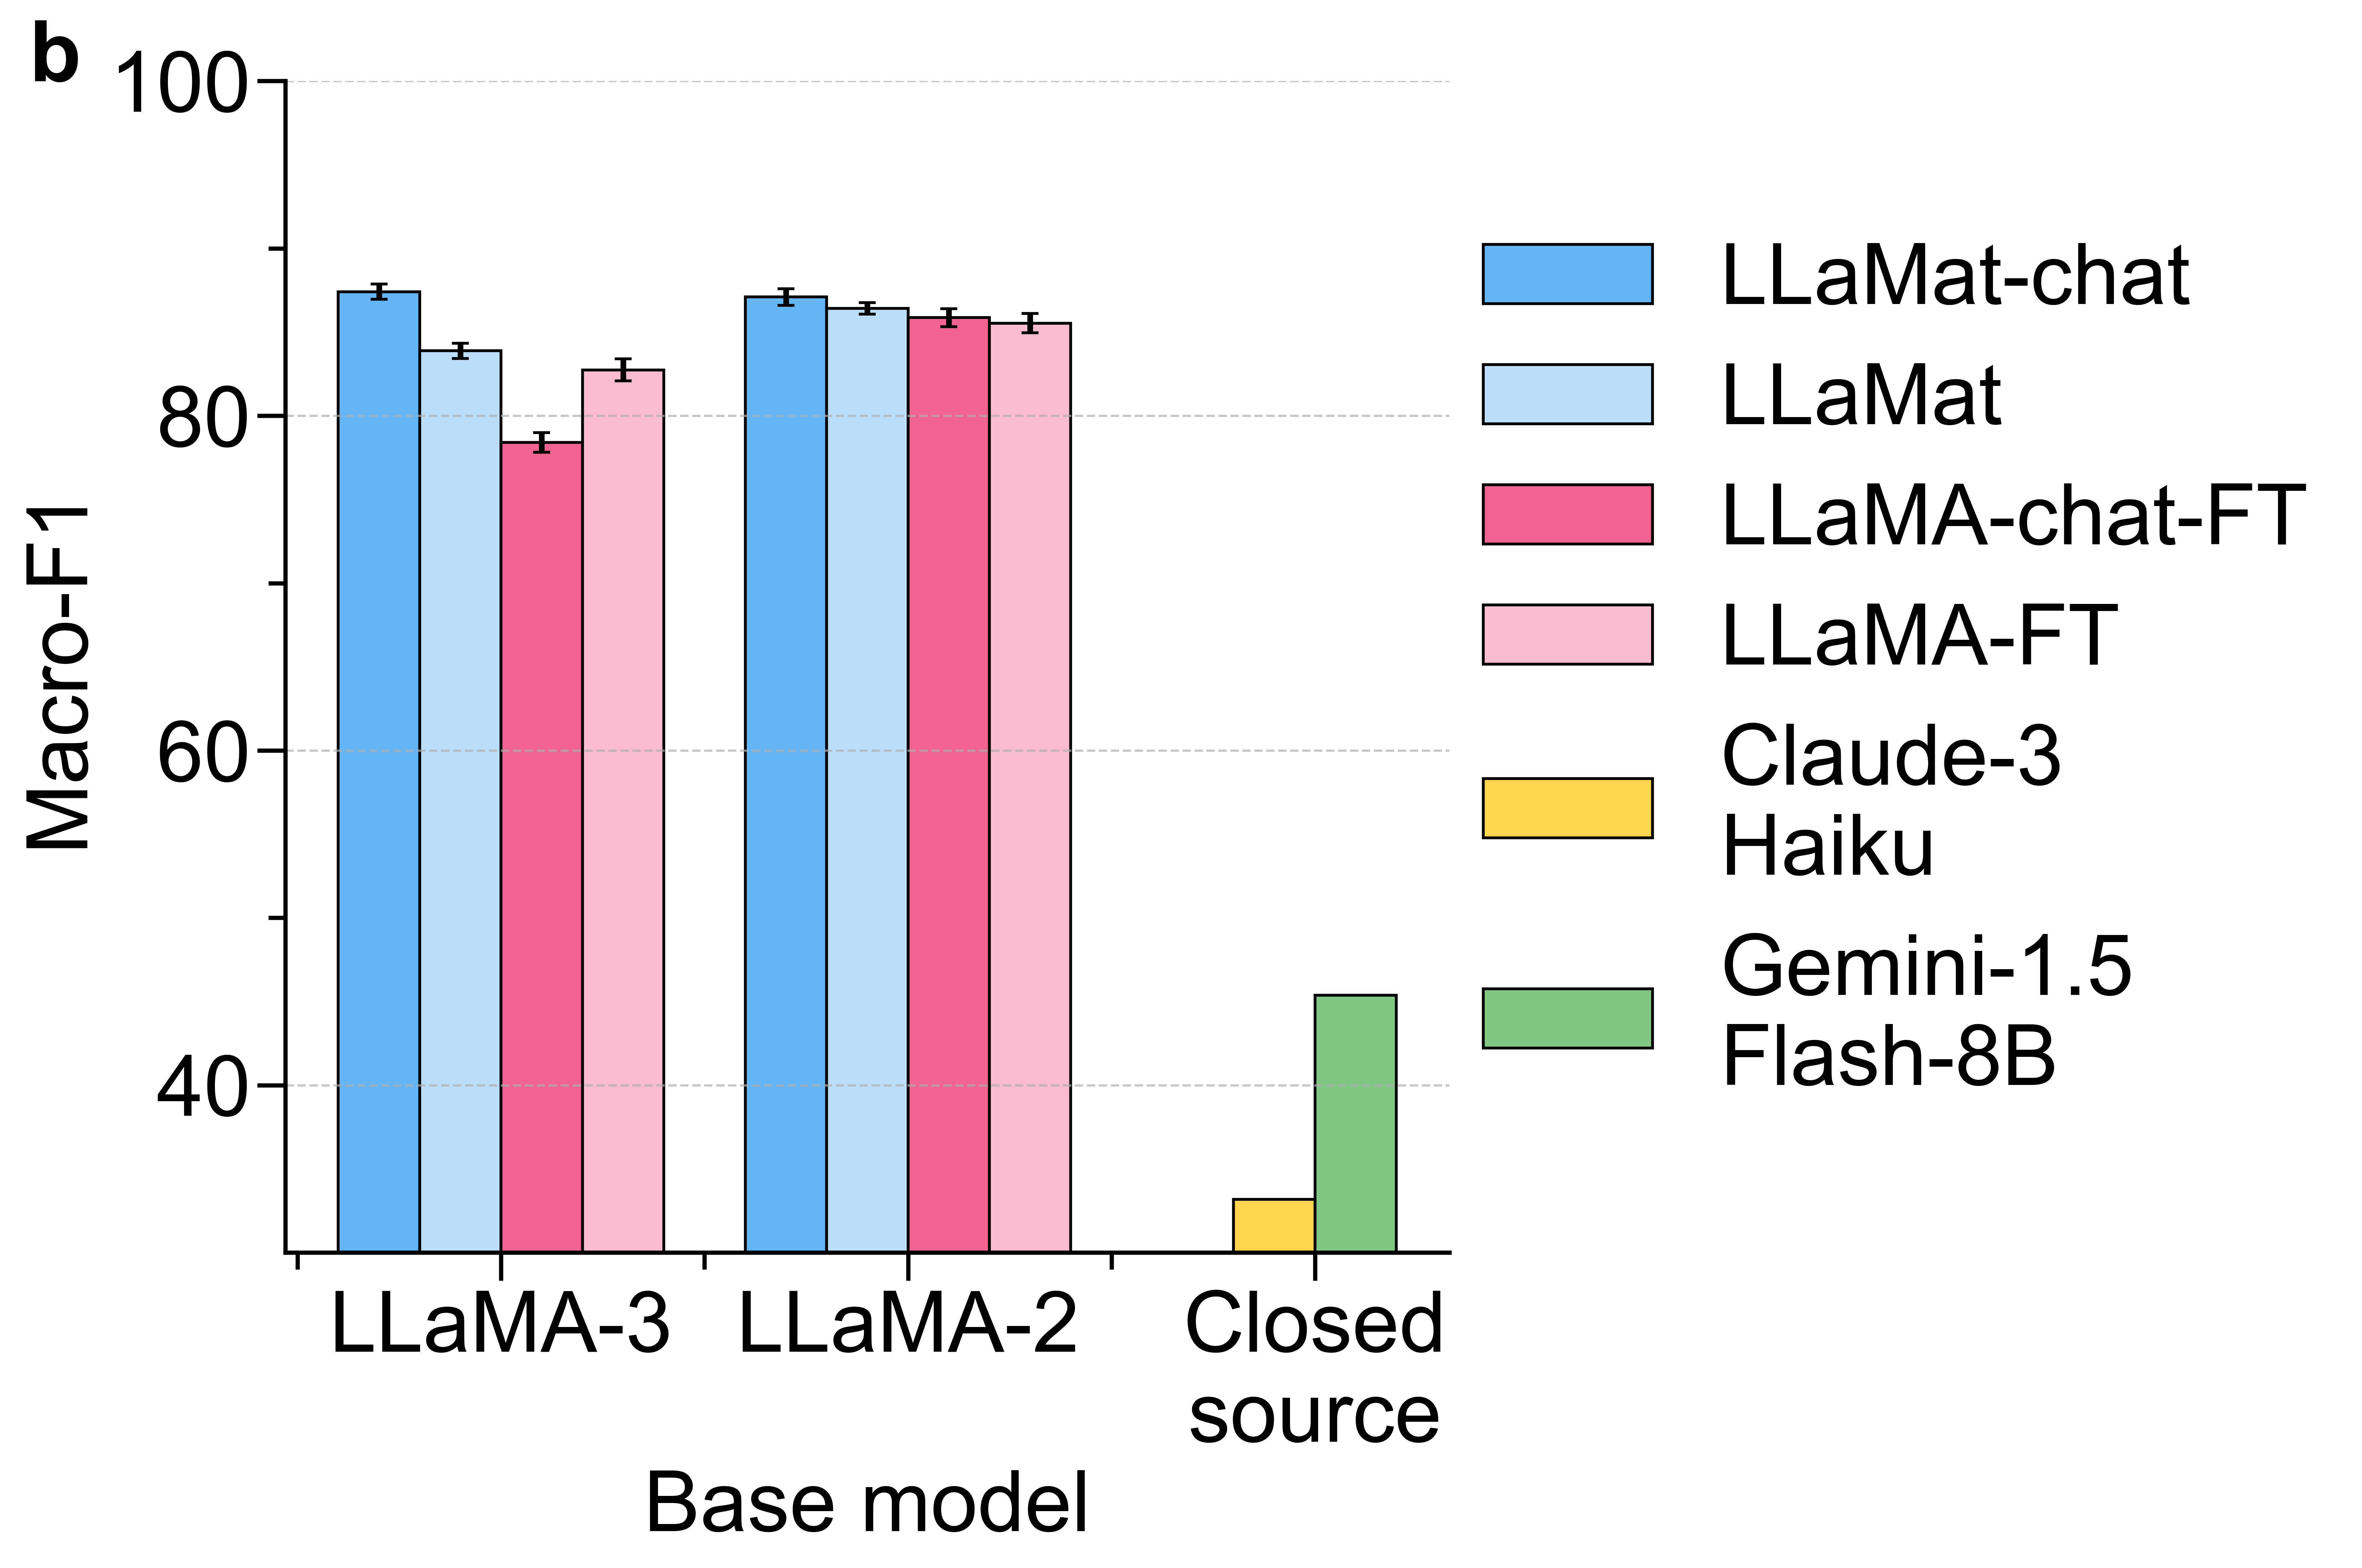 b
100
80
60
40
Macro-F1
LLaMA-3
LLaMA-2
Closed
source
Base model
LLaMat-chat
LLaMat
LLaMA-chat-FT
LLaMA-FT
Claude-3
Haiku
Gemini-1.5
Flash-8B